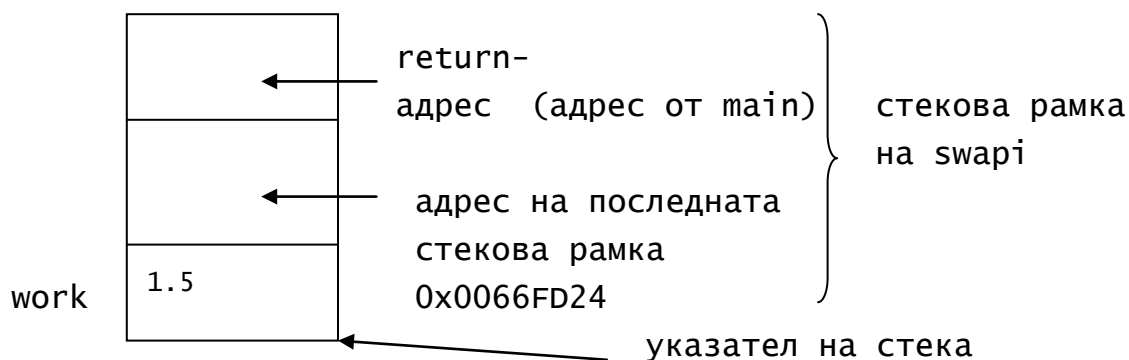 return-
адрес (адрес от main)
стекова рамка
на swapi
адрес на последната
стекова рамка
work
1.5
0x0066FD24
указател на стека